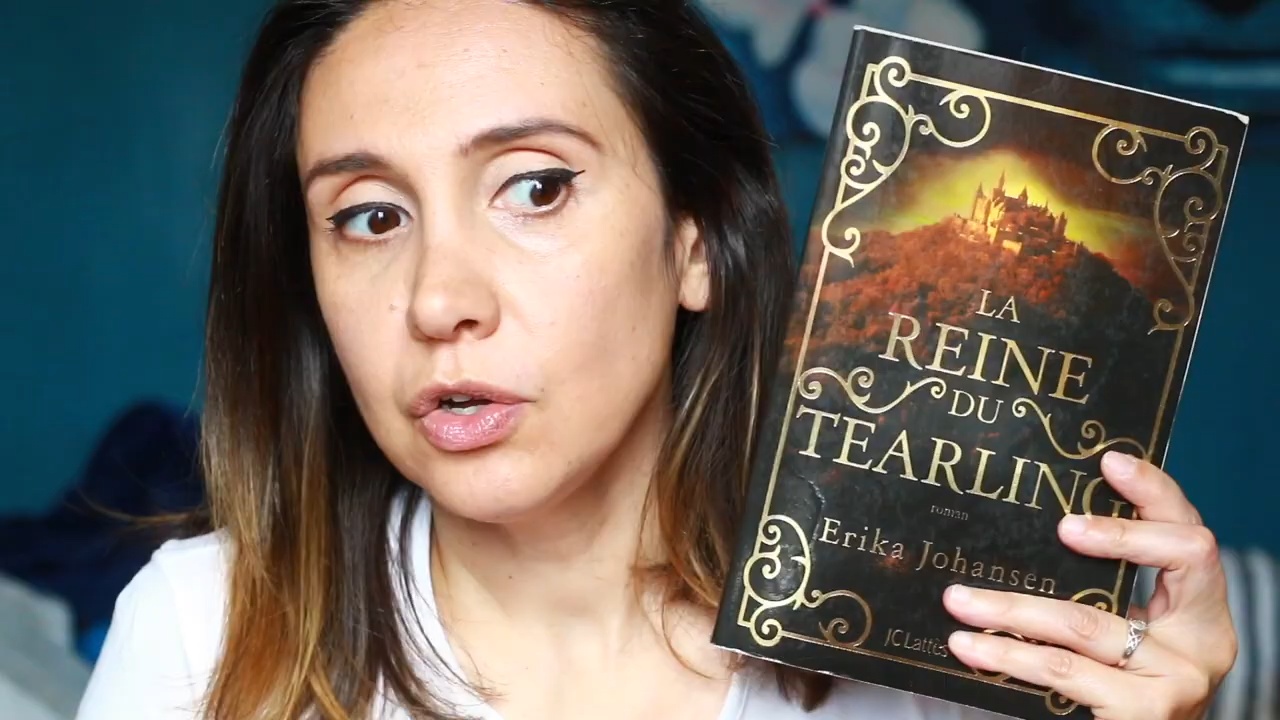 LA
REINE
DU
TEARLING
roman
Erika Johansen
JC Lattès